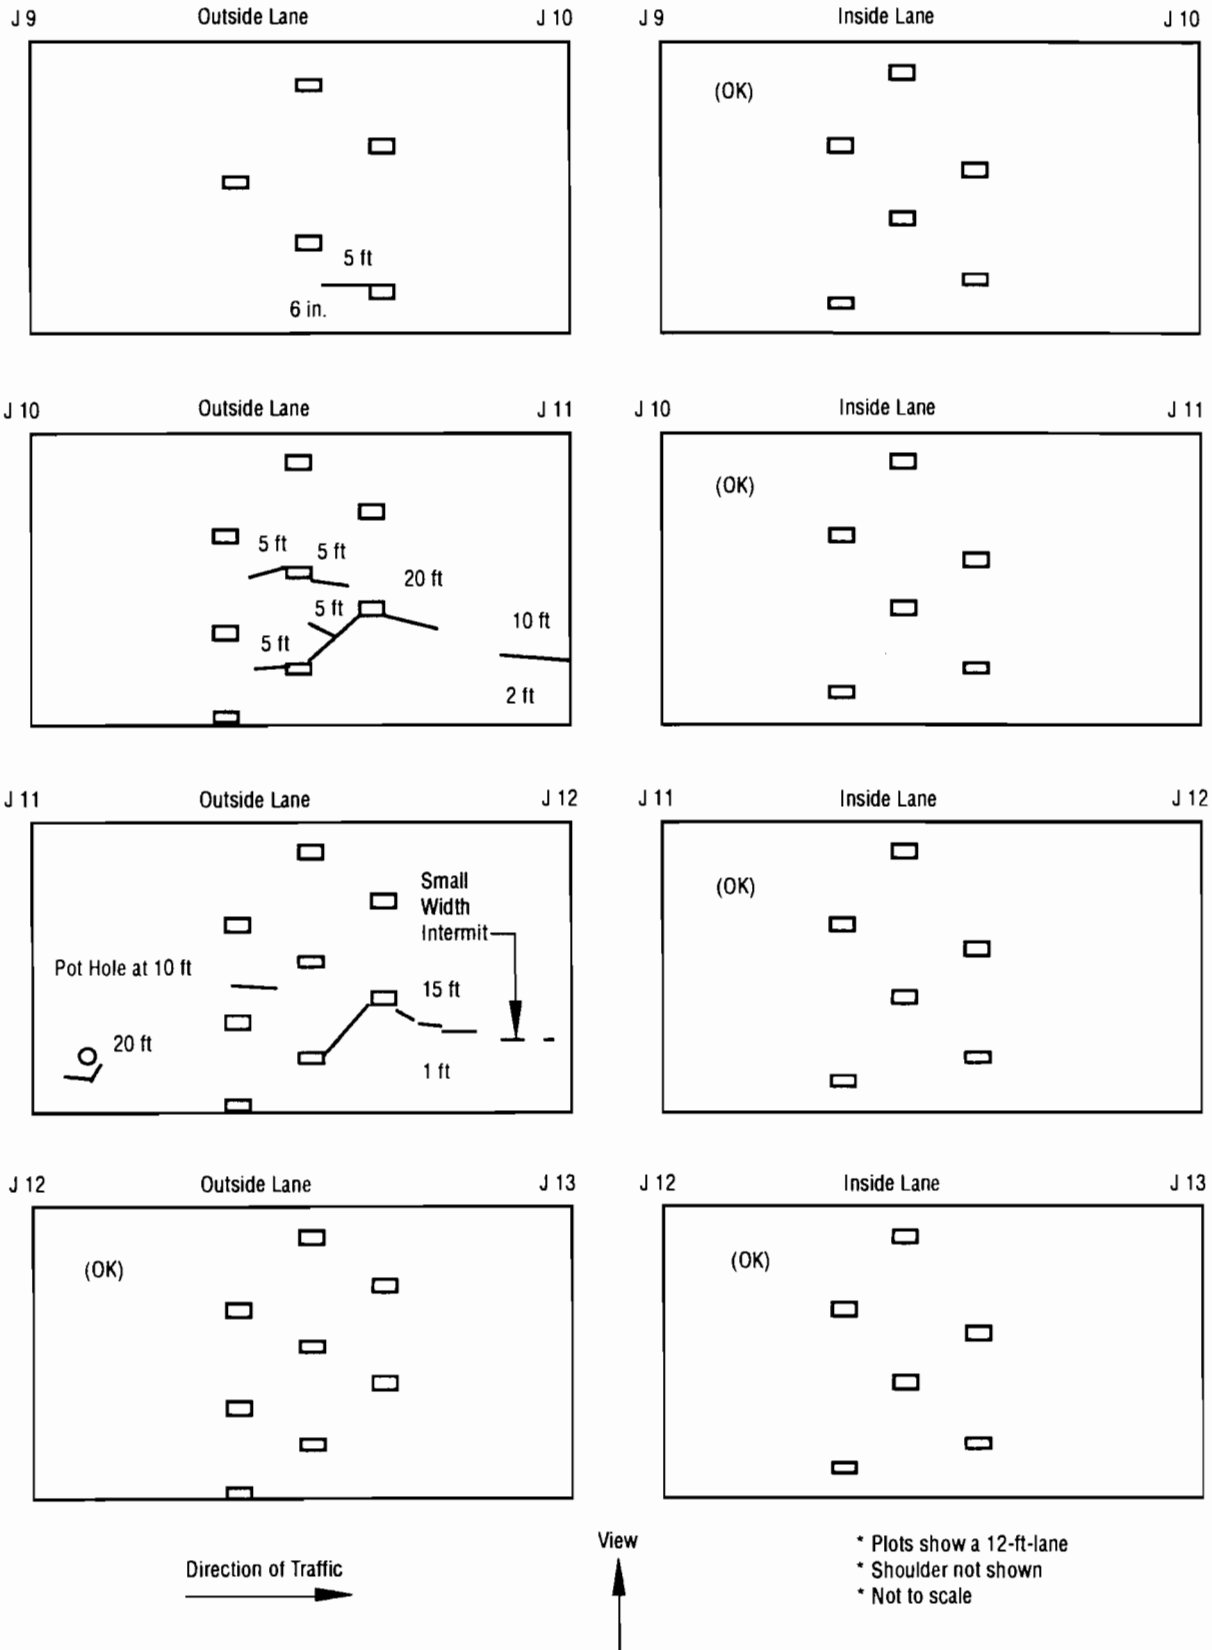 J 9 Outside Lane J 10
5 ft
6 in.
J 9 Inside Lane J 10
(OK)
J 10 Outside Lane J 11
5 ft 5 ft
20 ft
5 ft
10 ft
5 ft
2 ft
J 10 Inside Lane J 11
(OK)
J 11 Outside Lane J 12
Small
Width
Intermit
Pot Hole at 10 ft
15 ft
20 ft
1 ft
J 11 Inside Lane J 12
(OK)
J 12 Outside Lane J 13
(OK)
J 12 Inside Lane J 13
(OK)
Direction of Traffic
View
* Plots show a 12-ft-lane
* Shoulder not shown
* Not to scale